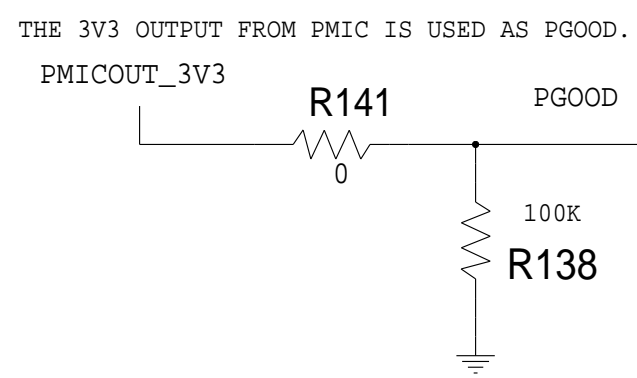 THE 3V3 OUTPUT FROM PMIC IS USED AS PGOOD.
PMICOUT_3V3
R141
PGOOD
0
100K
R138